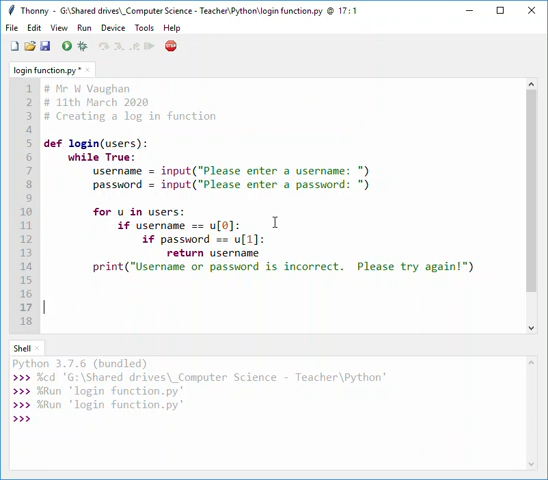 Thonny - G:\Shared drives\_Computer Science - Teacher\Python\login function.py @ 17:1
File Edit View Run Device Tools Help
login function.py *
1 # Mr W Vaughan
2 # 11th March 2020
3 # Creating a log in function
4
5 def login(users):
6 while True:
7 username = input("Please enter a username: ")
8 password = input("Please enter a password: ")
9
10 for u in users:
11 if username == u[0]:
12 if password == u[1]:
13 return username
14 print("Username or password is incorrect.  Please try again!")
15
16
17
18
Shell
Python 3.7.6 (bundled)
>>> %cd 'G:\Shared drives\_Computer Science - Teacher\Python'
>>> %Run 'login function.py'
>>> %Run 'login function.py'
>>>